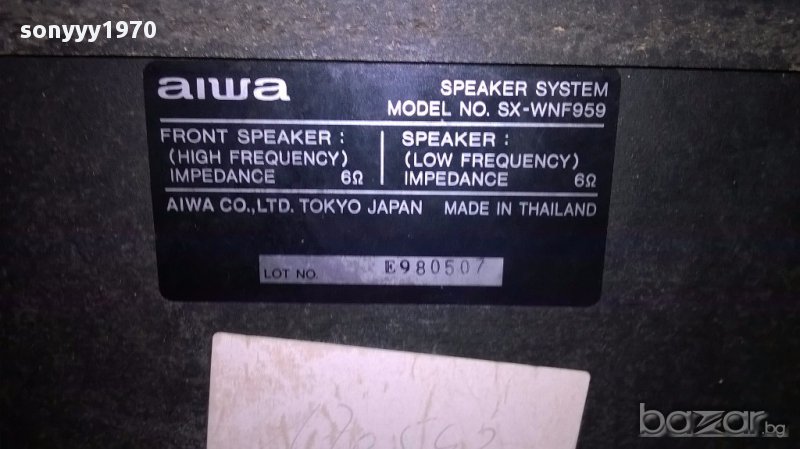 sonyyy1970
aiwa
SPEAKER SYSTEM
MODEL NO. SX-WNF959
FRONT SPEAKER :
(HIGH FREQUENCY)
IMPEDANCE 6Ω
SPEAKER :
(LOW FREQUENCY)
IMPEDANCE 6Ω
AIWA CO.,LTD. TOKYO JAPAN MADE IN THAILAND
LOT NO. E980507
bazar.bg